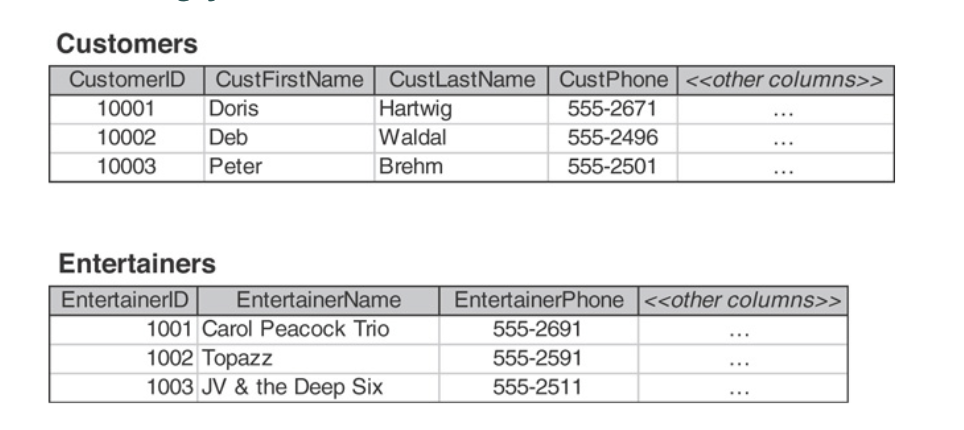 Customers
CustomerID CustFirstName CustLastName CustPhone <<other columns>>
10001 Doris Hartwig 555-2671 ...
10002 Deb Waldal 555-2496 ...
10003 Peter Brehm 555-2501 ...
Entertainers
EntertainerID EntertainerName EntertainerPhone <<other columns>>
1001 Carol Peacock Trio 555-2691 ...
1002 Topazz 555-2591 ...
1003 JV & the Deep Six 555-2511 ...